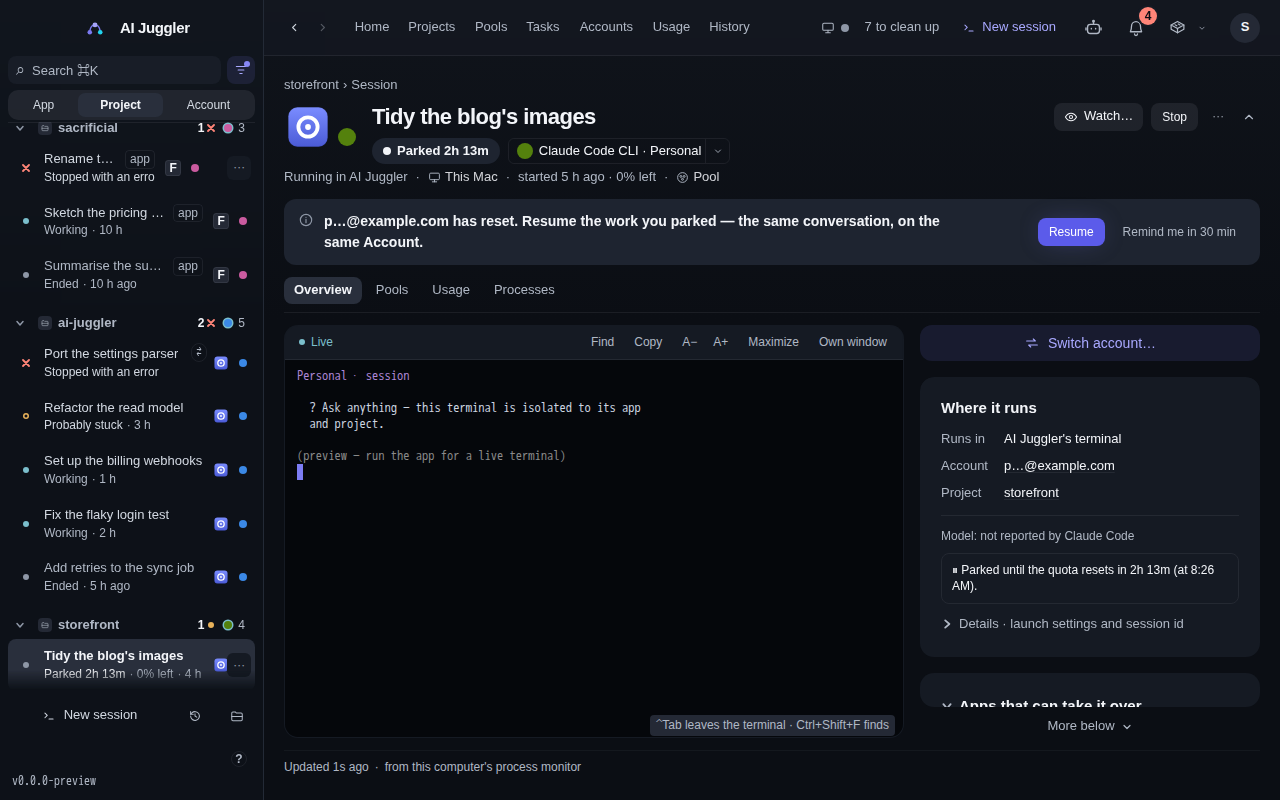 AI Juggler
Home Projects Pools Tasks Accounts Usage History
7 to clean up
New session
4
S
Search ⌘K
App Project Account
sacrificial 1 3
Rename t… app F
Stopped with an erro
Sketch the pricing … app F
Working · 10 h
Summarise the su… app F
Ended · 10 h ago
ai-juggler 2 5
Port the settings parser
Stopped with an error
Refactor the read model
Probably stuck · 3 h
Set up the billing webhooks
Working · 1 h
Fix the flaky login test
Working · 2 h
Add retries to the sync job
Ended · 5 h ago
storefront 1 4
Tidy the blog's images
Parked 2h 13m · 0% left · 4 h
New session
?
v0.0.0-preview
storefront › Session
Tidy the blog's images
Watch… Stop
Parked 2h 13m
Claude Code CLI · Personal
Running in AI Juggler · This Mac · started 5 h ago · 0% left · Pool
p…@example.com has reset. Resume the work you parked — the same conversation, on the
same Account.
Resume
Remind me in 30 min
Overview Pools Usage Processes
Live
Find Copy A− A+ Maximize Own window
Personal · session
? Ask anything — this terminal is isolated to its app
and project.
(preview — run the app for a live terminal)
^Tab leaves the terminal · Ctrl+Shift+F finds
Switch account…
Where it runs
Runs in AI Juggler's terminal
Account p…@example.com
Project storefront
Model: not reported by Claude Code
Parked until the quota resets in 2h 13m (at 8:26
AM).
Details · launch settings and session id
Apps that can take it over
More below
Updated 1s ago · from this computer's process monitor